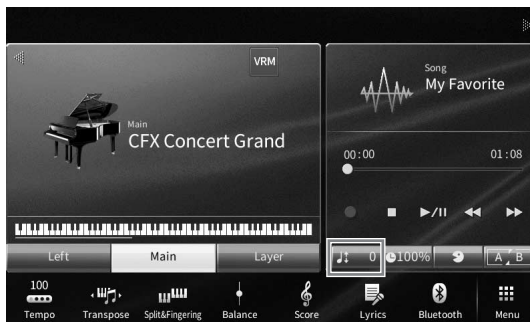 VRM
Main
CFX Concert Grand
Song
My Favorite
00:00
01:08
Left
Main
Layer
0
100%
A B
100
Tempo
Transpose
Split&Fingering
Balance
Score
Lyrics
Bluetooth
Menu